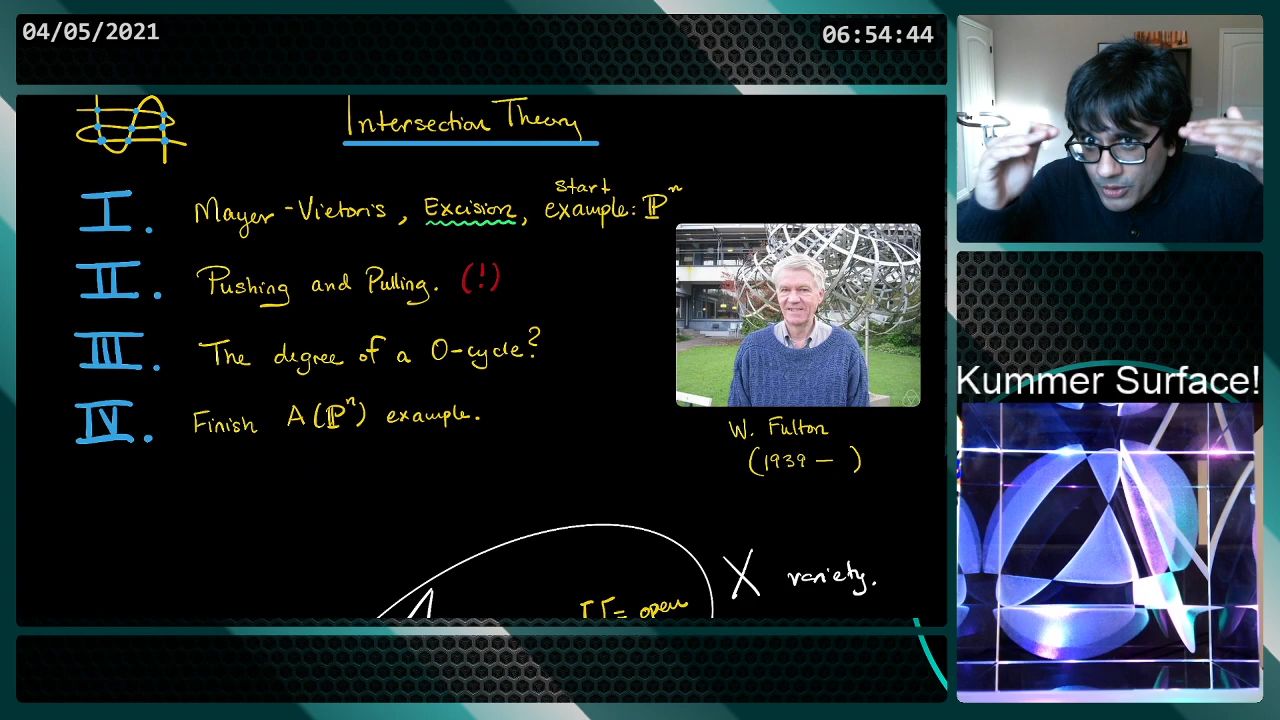 04/05/2021
06:54:44
Intersection Theory
I. Mayer-Vietoris, Excision, start example: ℙⁿ
II. Pushing and Pulling. (!)
III. The degree of a 0-cycle?
IV. Finish A(ℙⁿ) example.
W. Fulton
(1939 – )
X variety.
U = open
Kummer Surface!